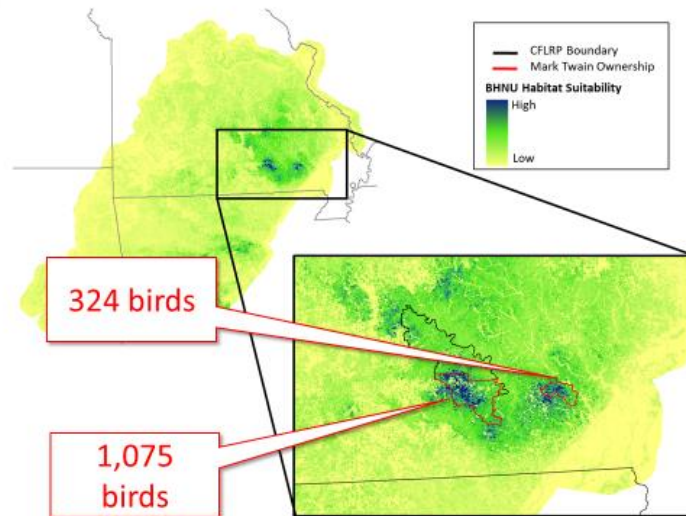 CFLRP Boundary
Mark Twain Ownership
BHNU Habitat Suitability
High
Low
324 birds
1,075
birds